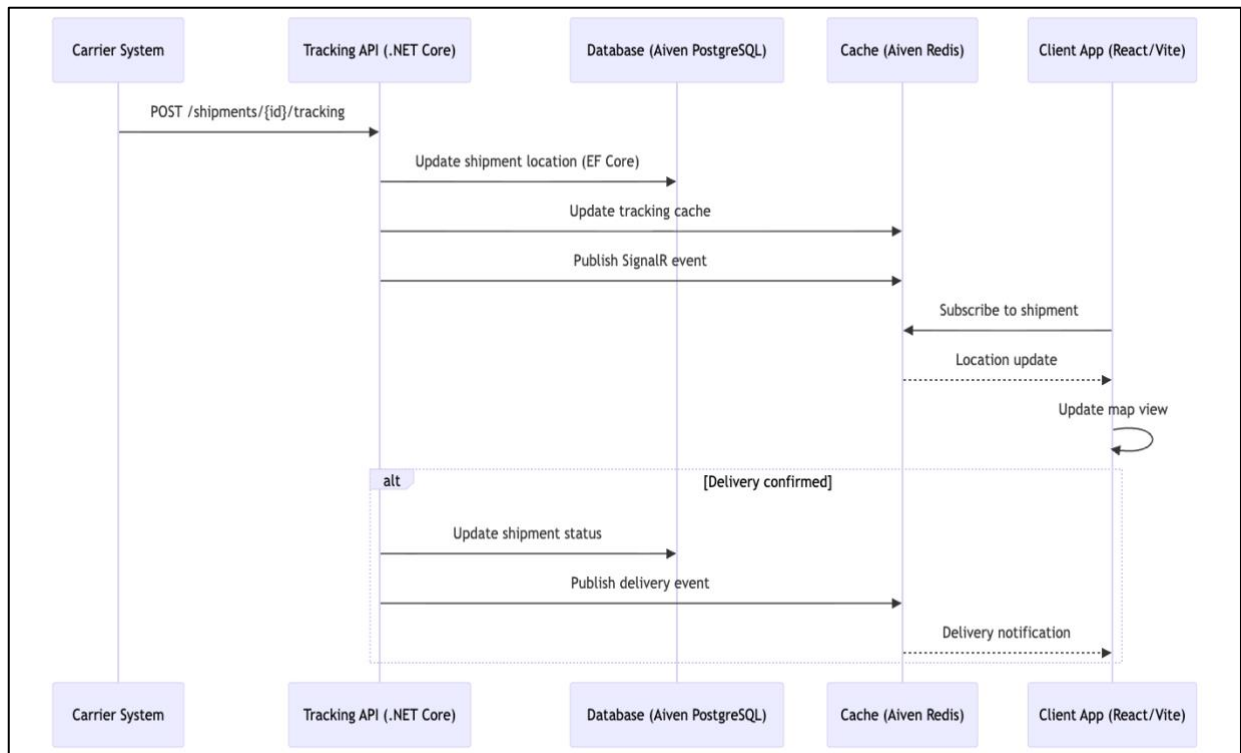 Carrier System
Tracking API (.NET Core)
Database (Aiven PostgreSQL)
Cache (Aiven Redis)
Client App (React/Vite)
POST /shipments/{id}/tracking
Update shipment location (EF Core)
Update tracking cache
Publish SignalR event
Subscribe to shipment
Location update
Update map view
alt
[Delivery confirmed]
Update shipment status
Publish delivery event
Delivery notification
Carrier System
Tracking API (.NET Core)
Database (Aiven PostgreSQL)
Cache (Aiven Redis)
Client App (React/Vite)